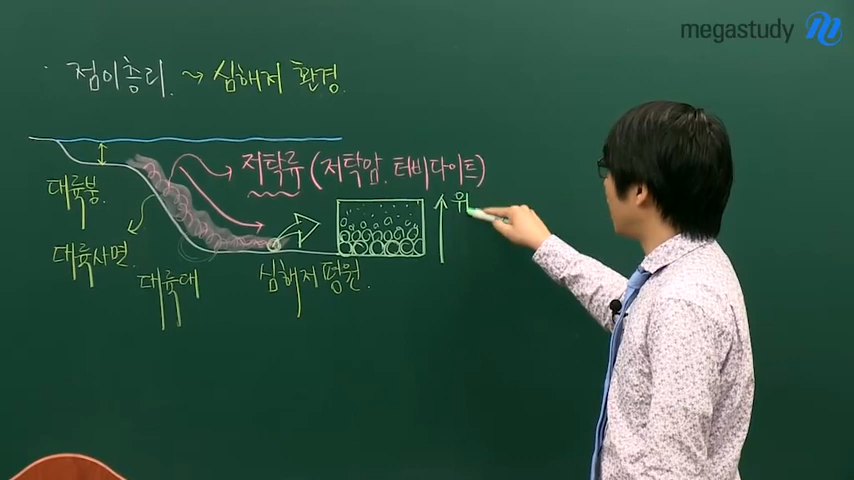 megastudy
점이층리 ~> 심해저 환경.
저탁류 (저탁암, 터비다이트)
대륙붕
위
대륙사면
대륙대
심해저 평원.